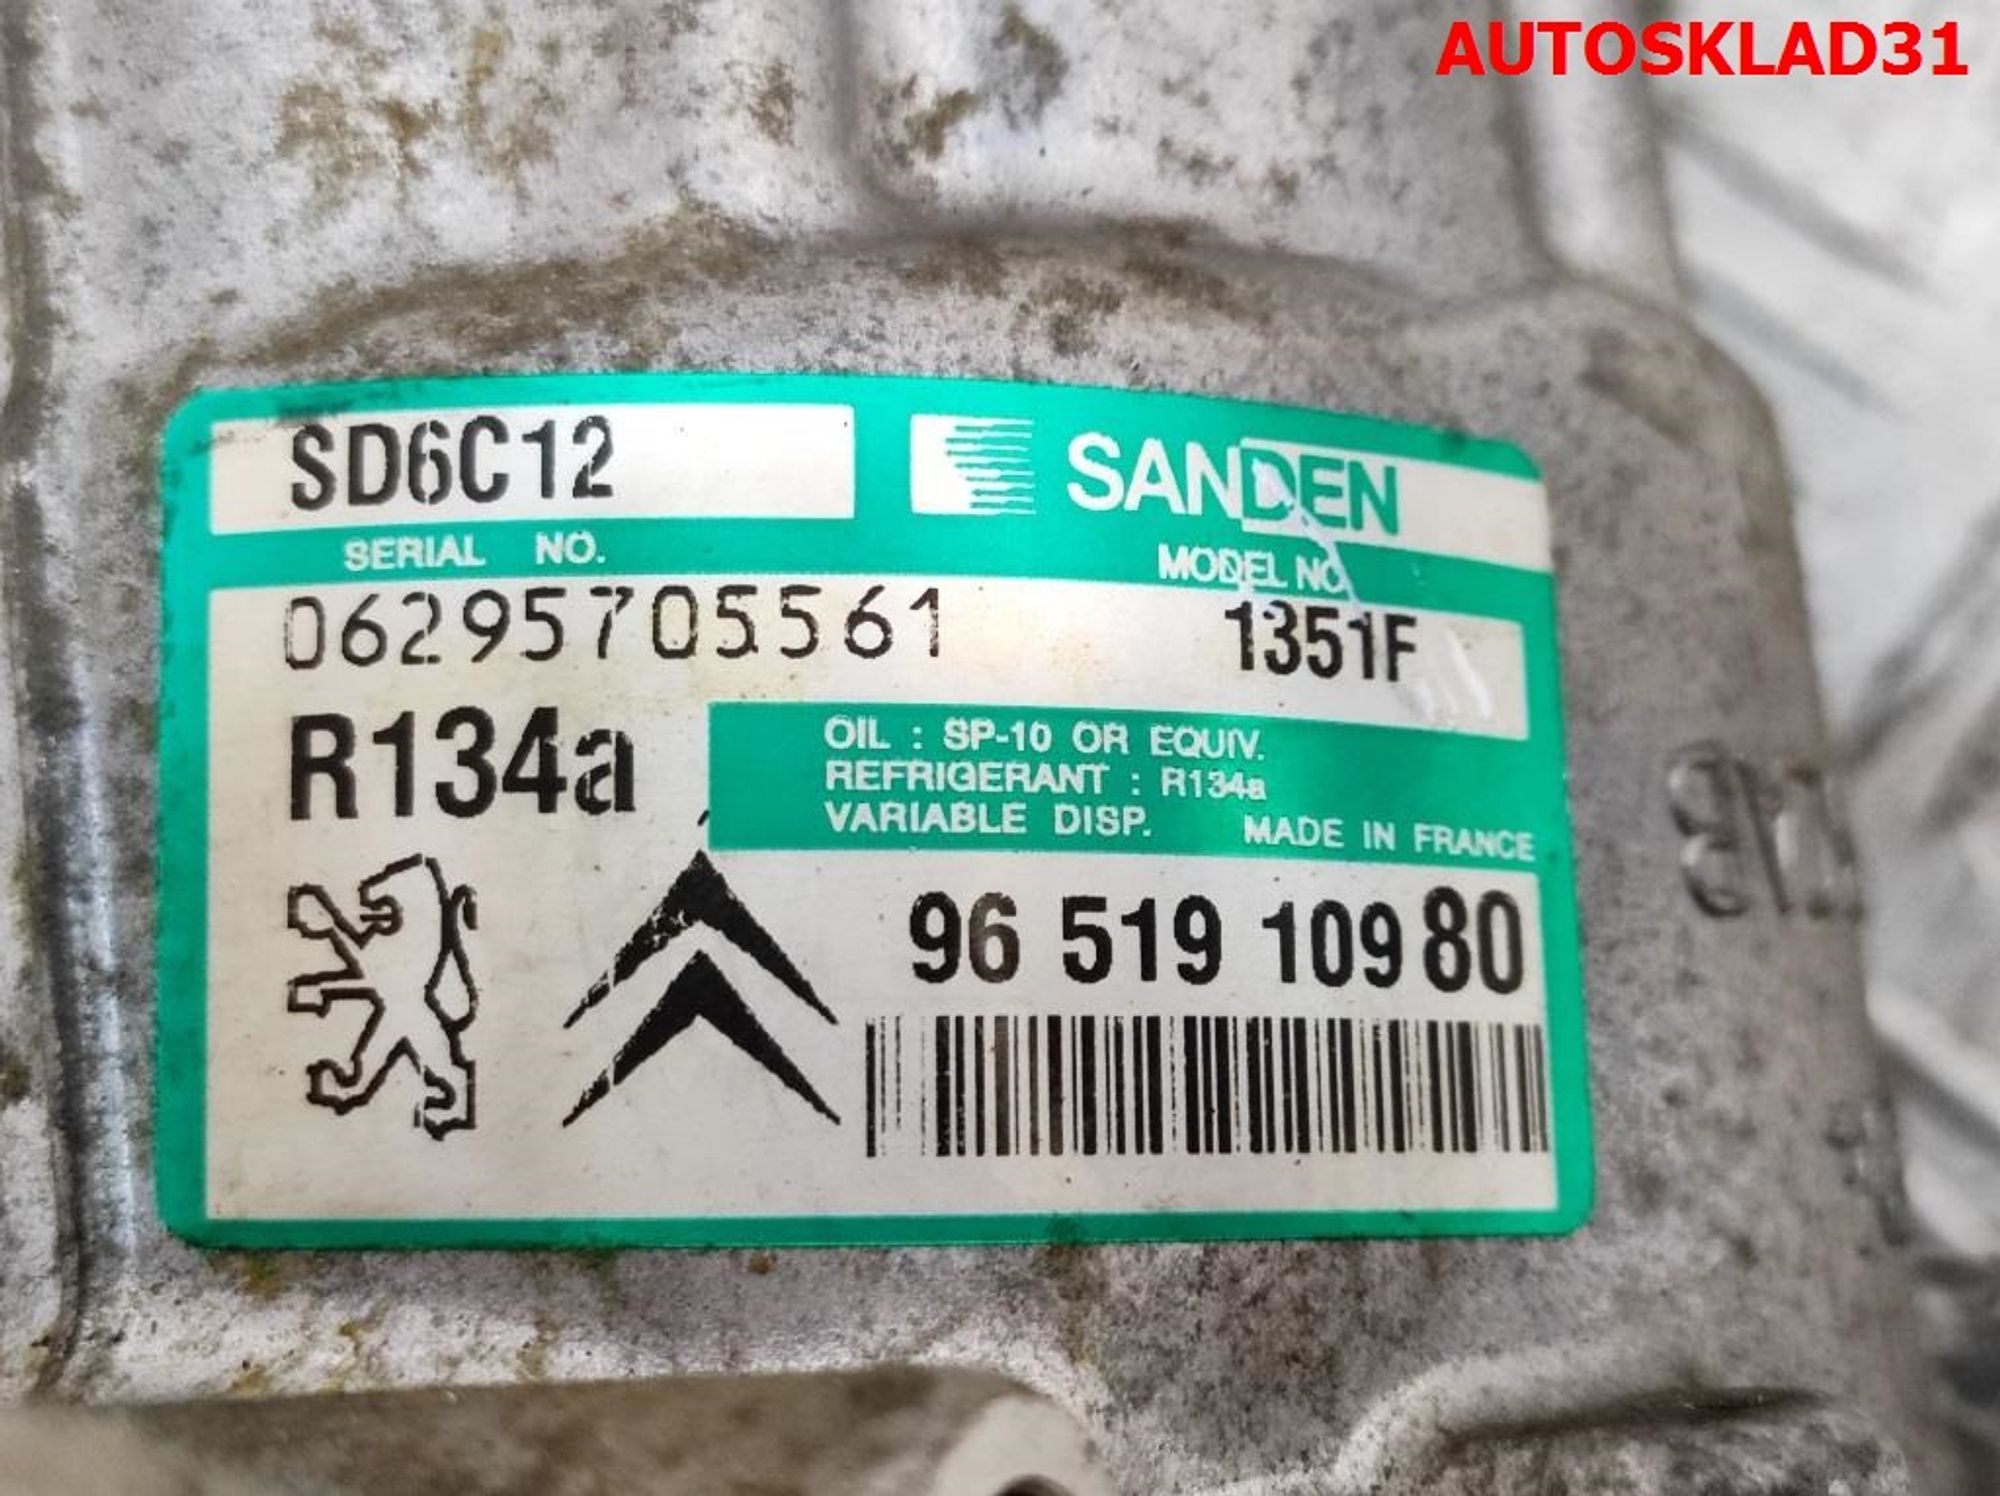 AUTOSKLAD31
SD6C12
SANDEN
SERIAL NO.
MODEL NO.
06295705561
1351F
R134a
OIL : SP-10 OR EQUIV.
REFRIGERANT : R134a
VARIABLE DISP.
MADE IN FRANCE
96 519 109 80